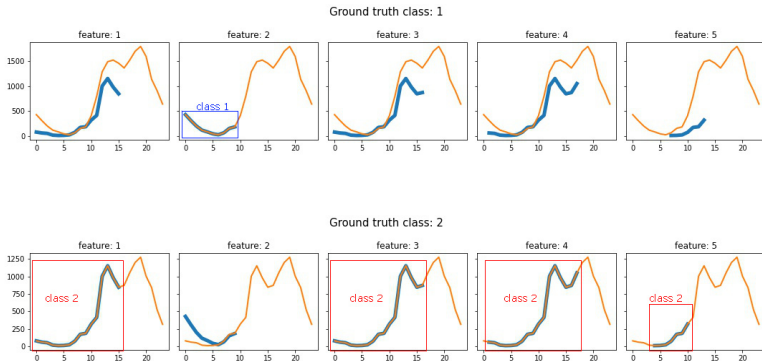 Ground truth class: 1
feature: 1
feature: 2
feature: 3
feature: 4
feature: 5
1500
1000
500
0
class 1
0 5 10 15 20
0 5 10 15 20
0 5 10 15 20
0 5 10 15 20
0 5 10 15 20
Ground truth class: 2
feature: 1
feature: 2
feature: 3
feature: 4
feature: 5
1250
1000
750
500
250
0
class 2
class 2
class 2
class 2
0 5 10 15 20
0 5 10 15 20
0 5 10 15 20
0 5 10 15 20
0 5 10 15 20